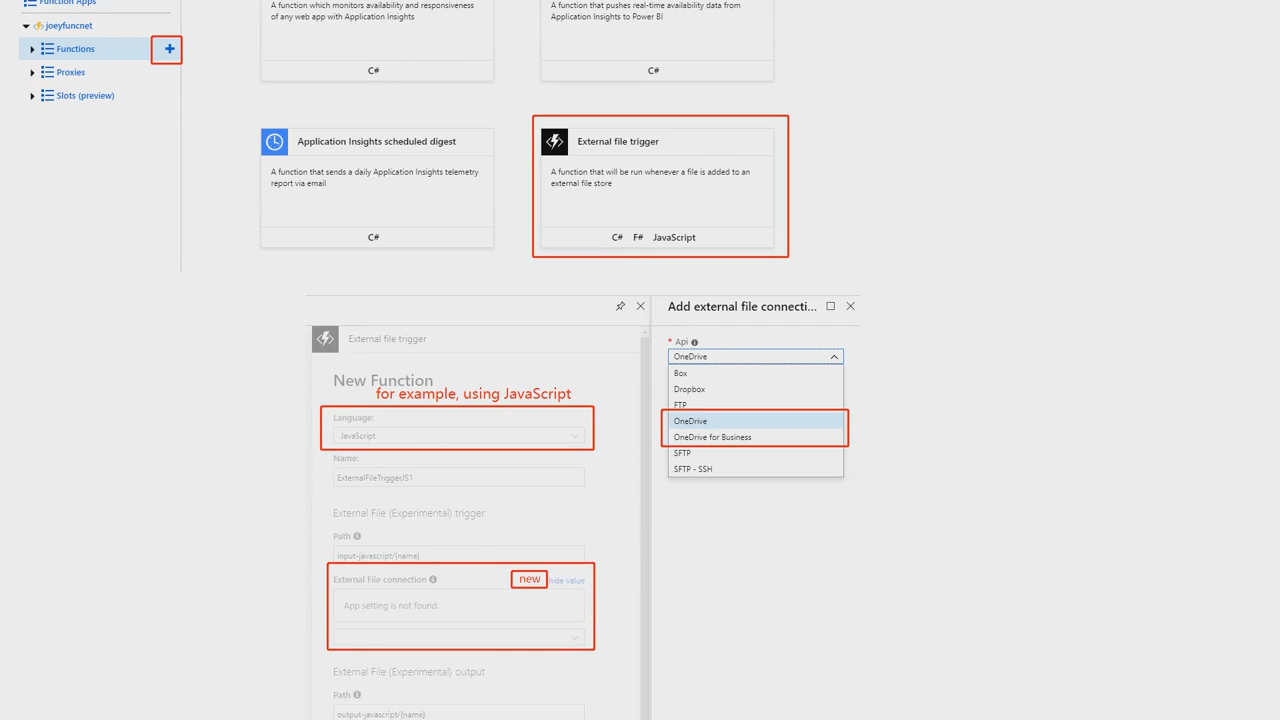 Function Apps
joeyfuncnet
Functions
Proxies
Slots (preview)
A function which monitors availability and responsiveness
of any web app with Application Insights
C#
A function that pushes real-time availability data from
Application Insights to Power BI
C#
Application Insights scheduled digest
A function that sends a daily Application Insights telemetry
report via email
C#
External file trigger
A function that will be run whenever a file is added to an
external file store
C# F# JavaScript
External file trigger
New Function
for example, using JavaScript
Language:
JavaScript
Name:
ExternalFileTriggerJS1
External File (Experimental) trigger
Path
input-javascript/{name}
External File connection
new
hide value
App setting is not found.
External File (Experimental) output
Path
output-javascript/{name}
Add external file connecti...
* Api
OneDrive
Box
Dropbox
FTP
OneDrive
OneDrive for Business
SFTP
SFTP - SSH